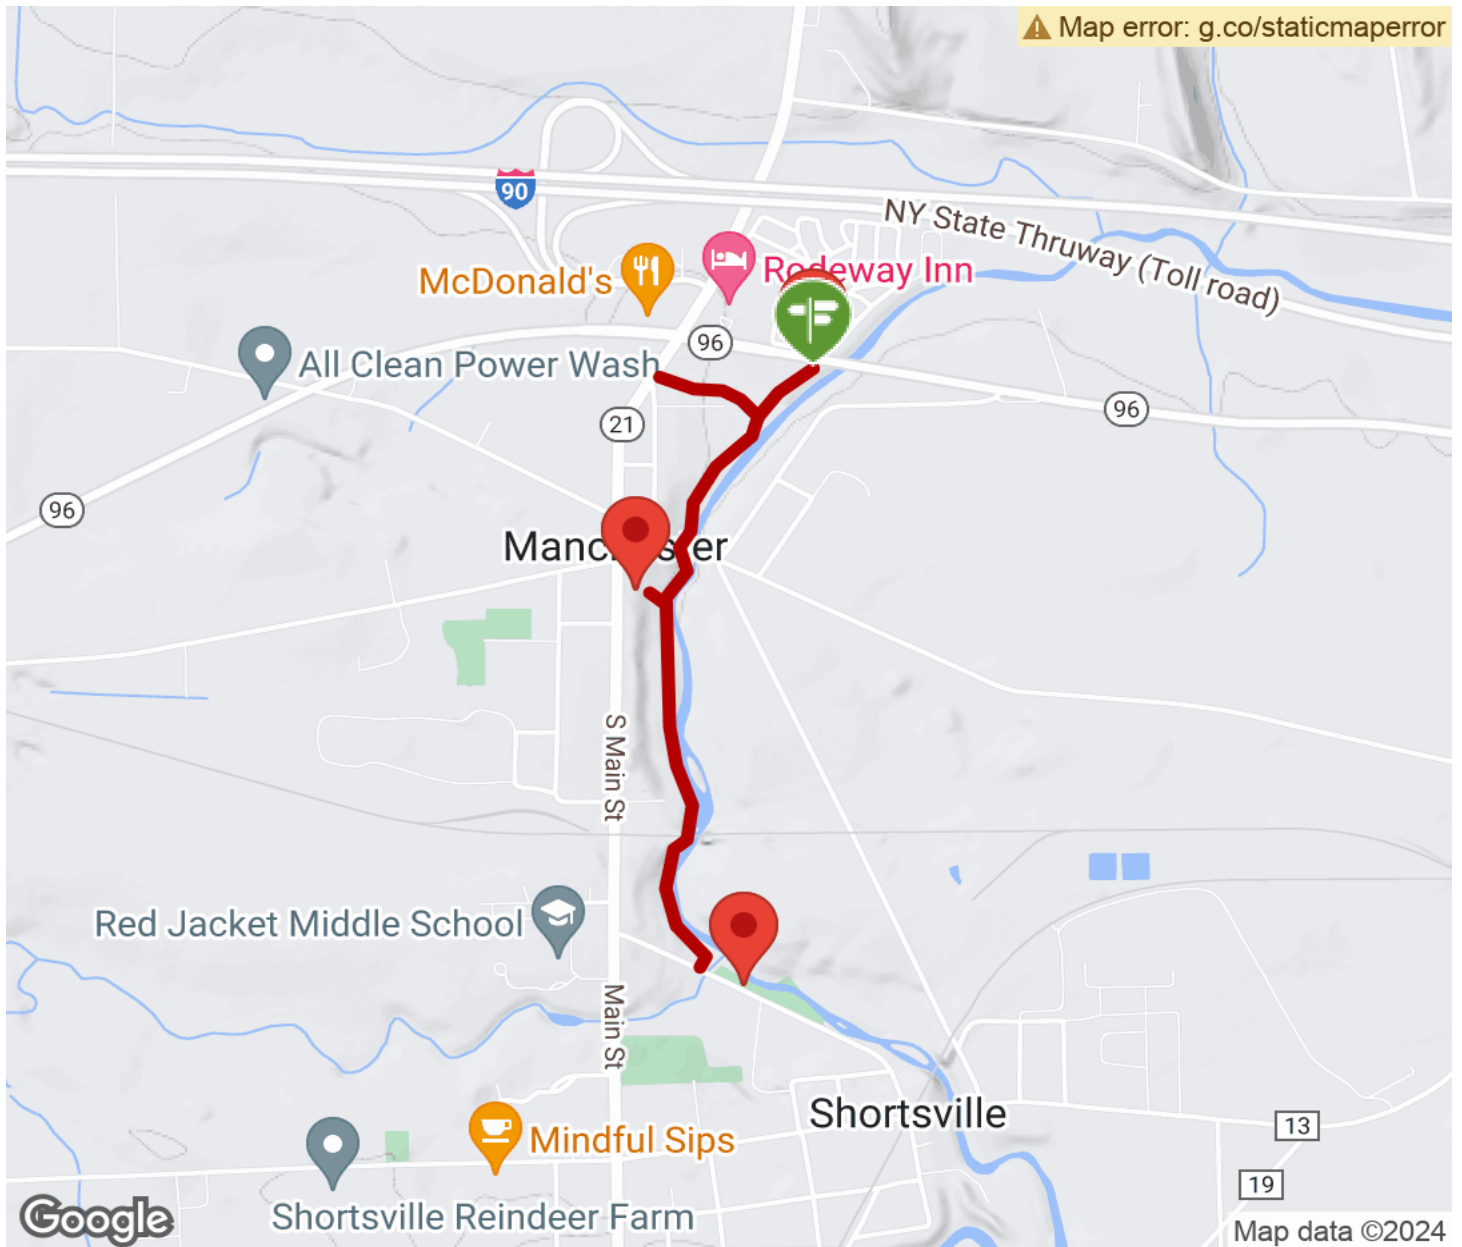 Map error: g.co/staticmaperror
90
NY State Thruway (Toll road)
McDonald's
Rodeway Inn
96
All Clean Power Wash
21
96
96
Manchester
S Main St
Red Jacket Middle School
Main St
Shortsville
13
Mindful Sips
19
Shortsville Reindeer Farm
Google
Map data ©2024